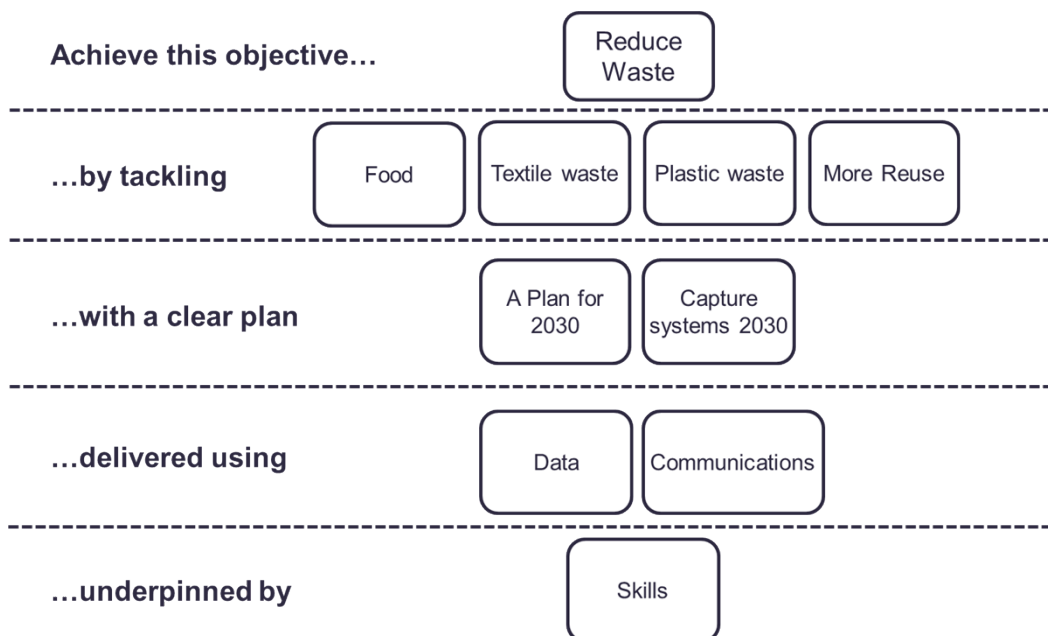 Achieve this objective…
Reduce
Waste
…by tackling
Food
Textile waste
Plastic waste
More Reuse
…with a clear plan
A Plan for
2030
Capture
systems 2030
…delivered using
Data
Communications
…underpinned by
Skills